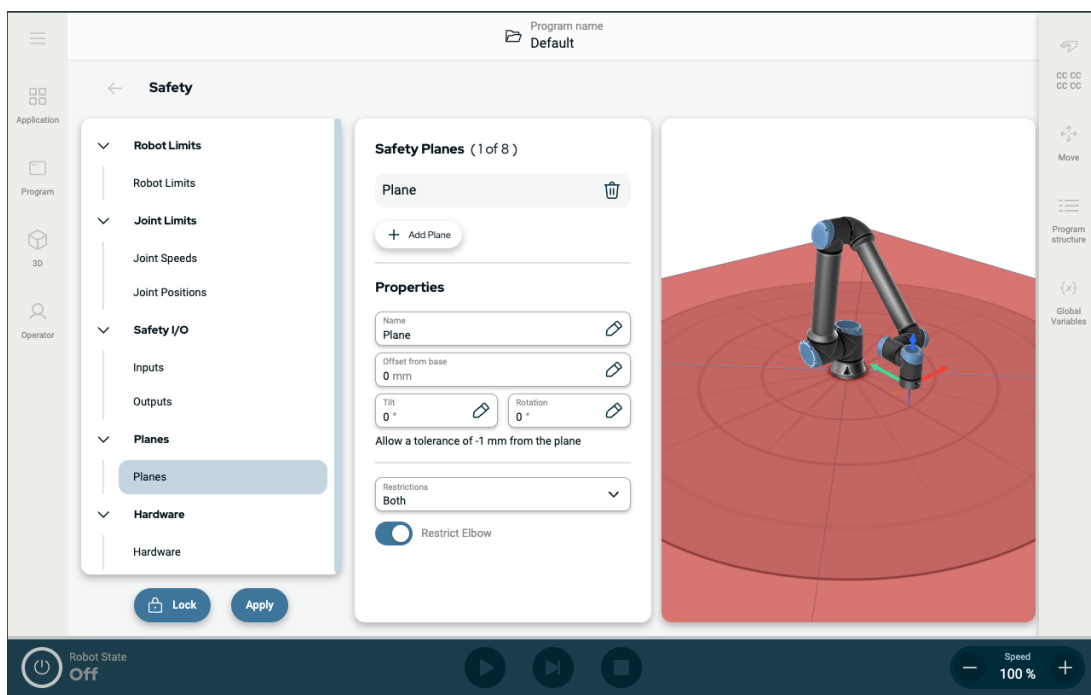 Program name
Default
Safety
Application
Program
3D
Operator
Robot Limits
Robot Limits
Joint Limits
Joint Speeds
Joint Positions
Safety I/O
Inputs
Outputs
Planes
Planes
Hardware
Hardware
Lock
Apply
Safety Planes (1 of 8)
Plane
Add Plane
Properties
Name
Plane
Offset from base
0 mm
Tilt
0 °
Rotation
0 °
Allow a tolerance of -1 mm from the plane
Restrictions
Both
Restrict Elbow
CC CC
CC CC
Move
Program
structure
{x}
Global
Variables
Robot State
Off
Speed
100 %